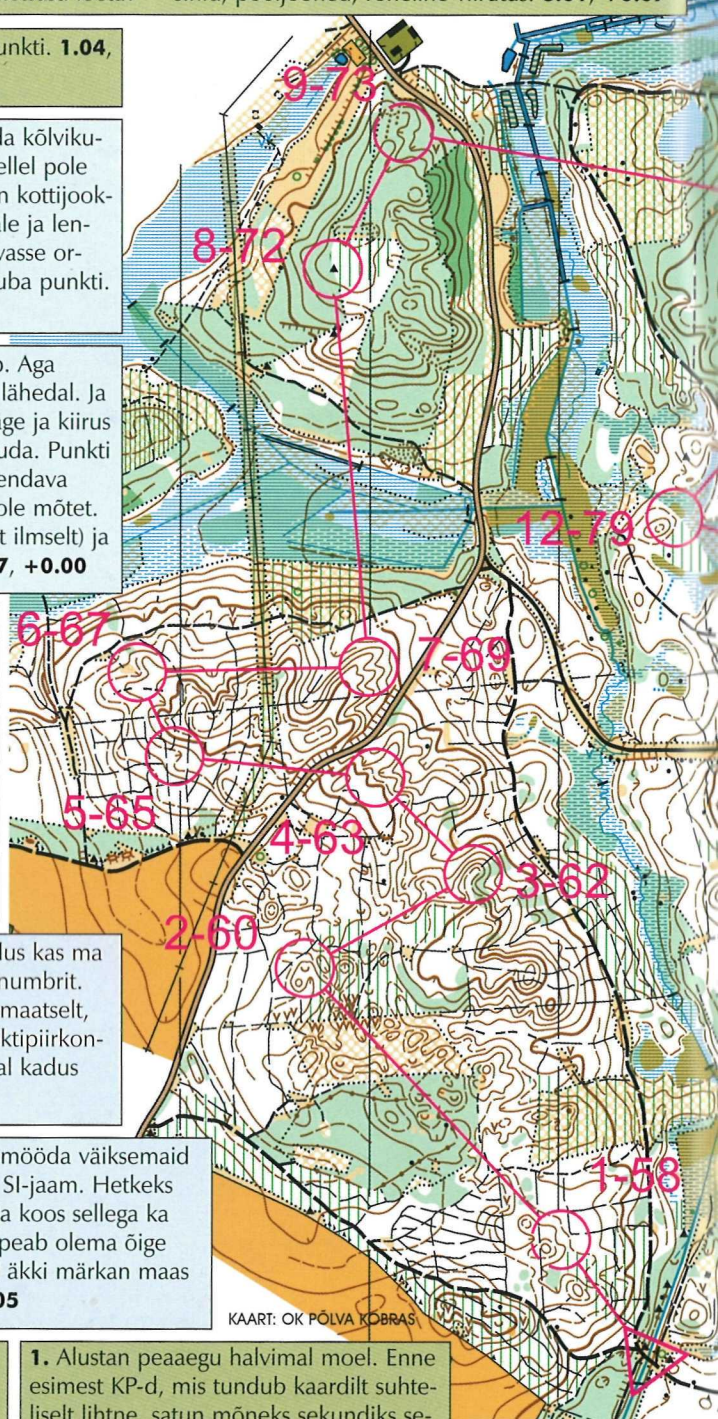 punkti. 1.04,
da kõlviku-
ellel pole
n kottijook-
ale ja len-
vasse or-
uba punkti.
o. Aga
lähedal. Ja
äge ja kiirus
uda. Punkti
endava
ole mõtet.
t ilmselt) ja
7, +0.00
9-73
8-72
12-79
6-67
7-69
5-65
4-63
3-62
2-60
1-58
dus kas ma
numbrit.
maatselt,
ktipiirkon-
al kadus
mööda väiksemaid
SI-jaam. Hetkeks
a koos sellega ka
peab olema õige
äkki märkan maas
05
KAART: OK PÕLVA KOBRAS
1. Alustan peaaegu halvimal moel. Enne
esimest KP-d, mis tundub kaardilt suhte-
liselt lihtne, satun mõneks sekundiks se-